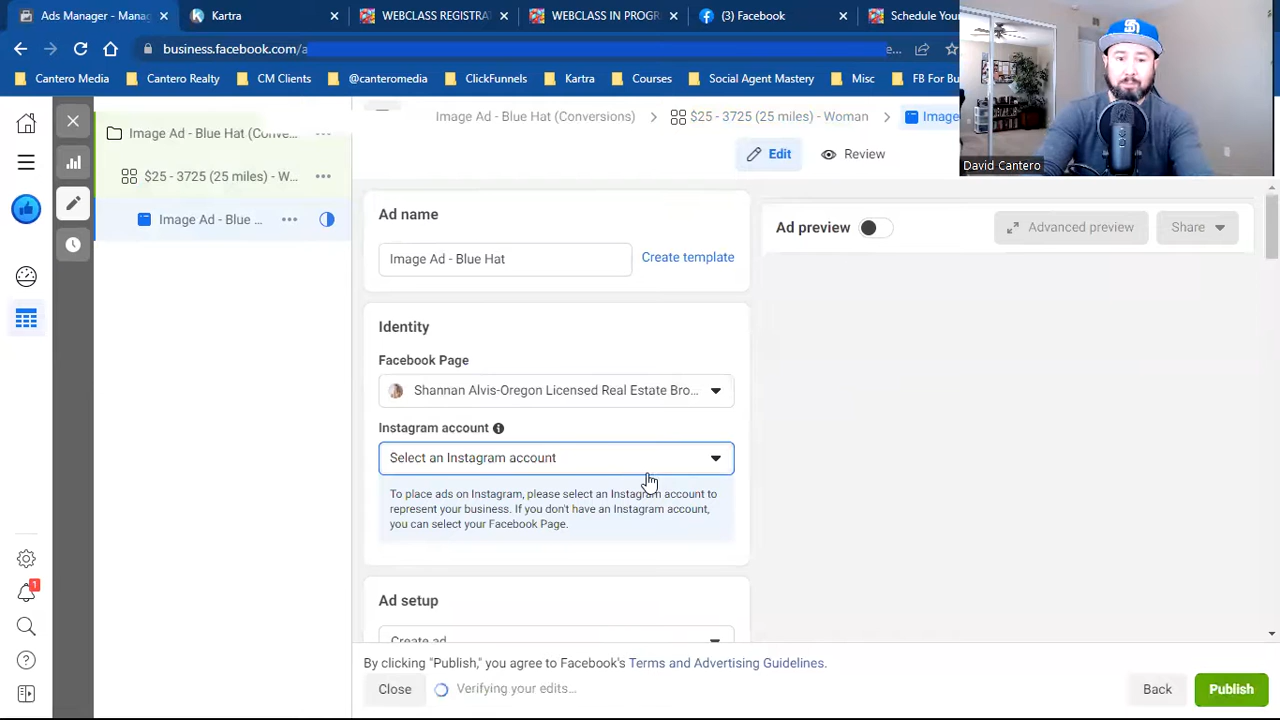 Ads Manager - Manag
Kartra
WEBCLASS REGISTRAT
WEBCLASS IN PROGR
(3) Facebook
Schedule You
business.facebook.com/a
e...
Cantero Media
Cantero Realty
CM Clients
@canteromedia
ClickFunnels
Kartra
Courses
Social Agent Mastery
Misc
FB For Bu
David Cantero
Image Ad - Blue Hat (Conve...
$25 - 3725 (25 miles) - W...
Image Ad - Blue ...
Image Ad - Blue Hat (Conversions)
$25 - 3725 (25 miles) - Woman
Image
Edit
Review
Ad name
Image Ad - Blue Hat
Create template
Ad preview
Advanced preview
Share
Identity
Facebook Page
Shannan Alvis-Oregon Licensed Real Estate Bro...
Instagram account
Select an Instagram account
To place ads on Instagram, please select an Instagram account to
represent your business. If you don't have an Instagram account,
you can select your Facebook Page.
Ad setup
Create ad
1
By clicking "Publish," you agree to Facebook's Terms and Advertising Guidelines.
Close
Verifying your edits...
Back
Publish